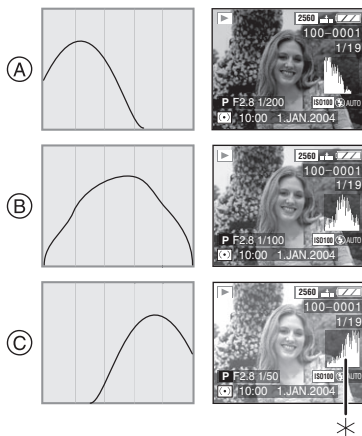 A
2560
100-0001
1/19
P F2.8 1/200
ISO100 AUTO
10:00 1.JAN.2004
B
2560
100-0001
1/19
P F2.8 1/100
ISO100 AUTO
10:00 1.JAN.2004
C
2560
100-0001
1/19
P F2.8 1/50
ISO100 AUTO
10:00 1.JAN.2004